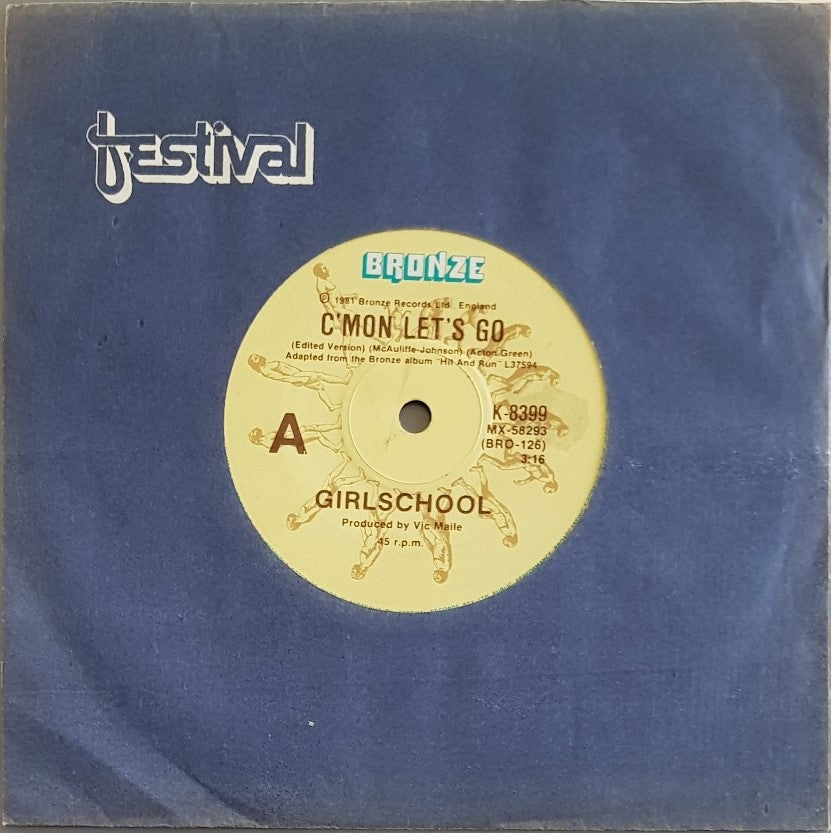 festival
BRONZE
℗ 1981 Bronze Records Ltd., England
C'MON LET'S GO
(Edited Version) (McAuliffe-Johnson) (Acton Green)
Adapted from the Bronze album "Hit And Run" L37594
A
K-8399
MX-58293
(BRO-126)
3:16
GIRLSCHOOL
Produced by Vic Maile
45 r.p.m.